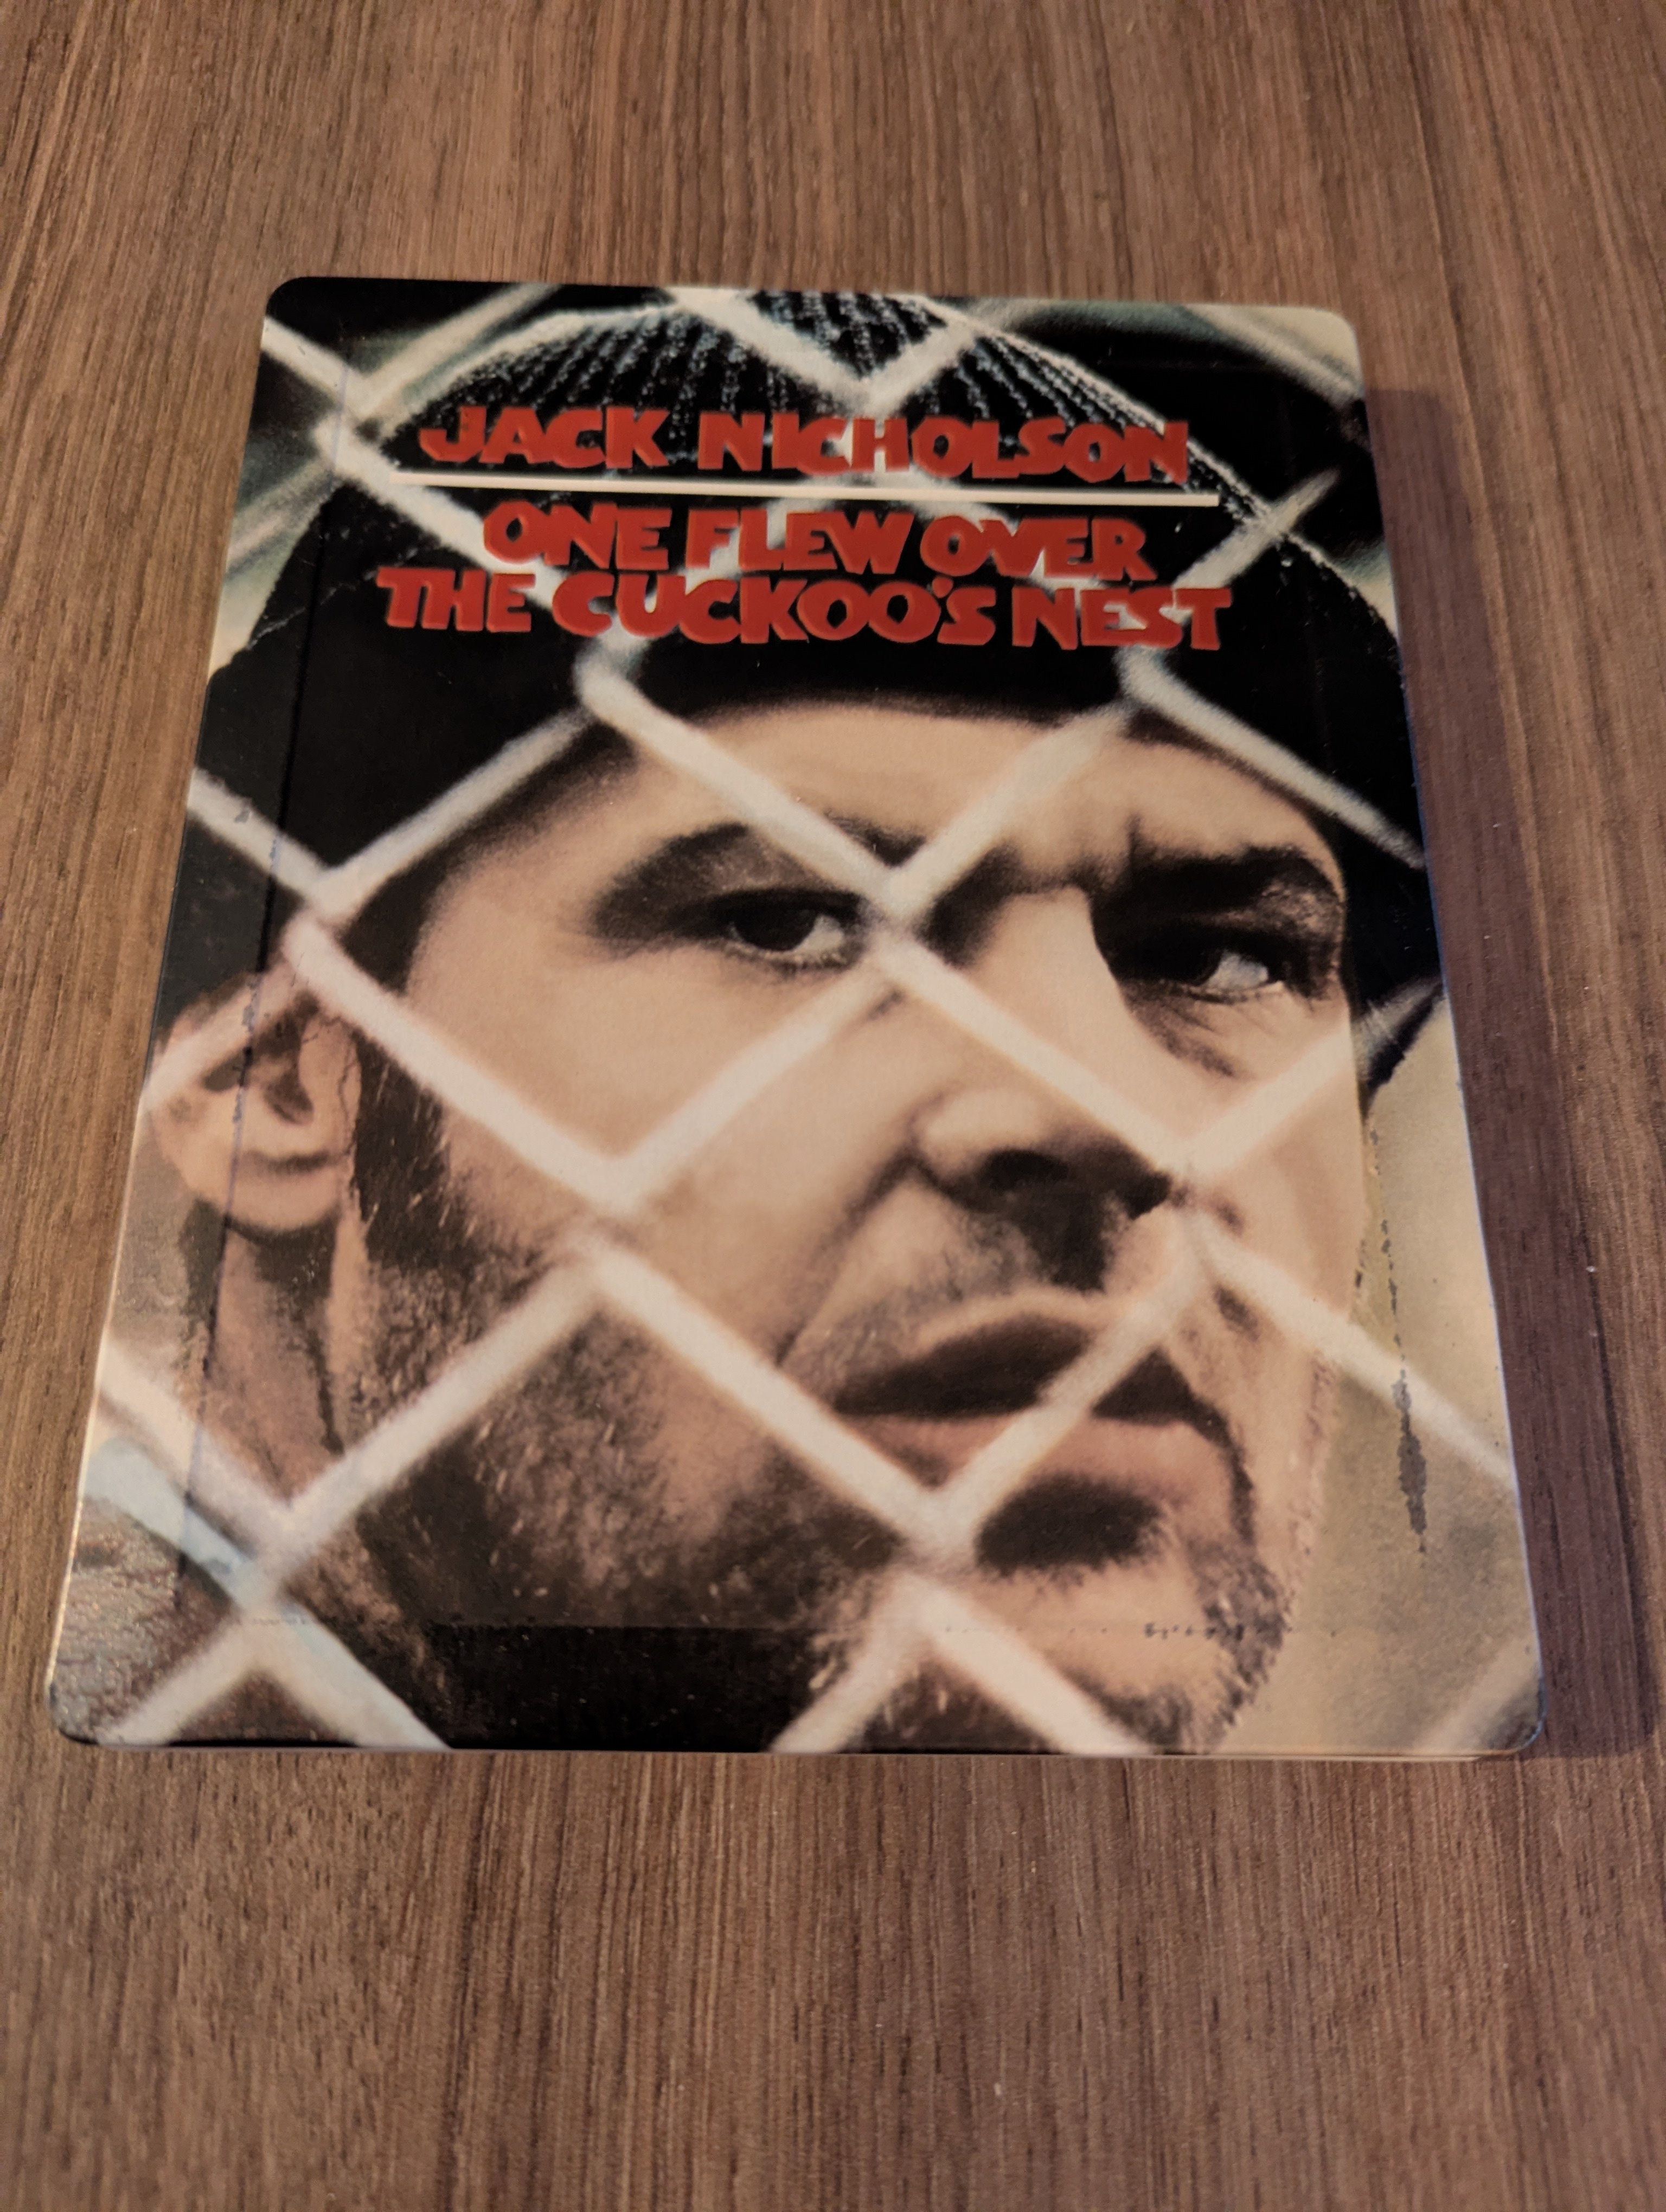 JACK NICHOLSON
ONE FLEW OVER
THE CUCKOO'S NEST